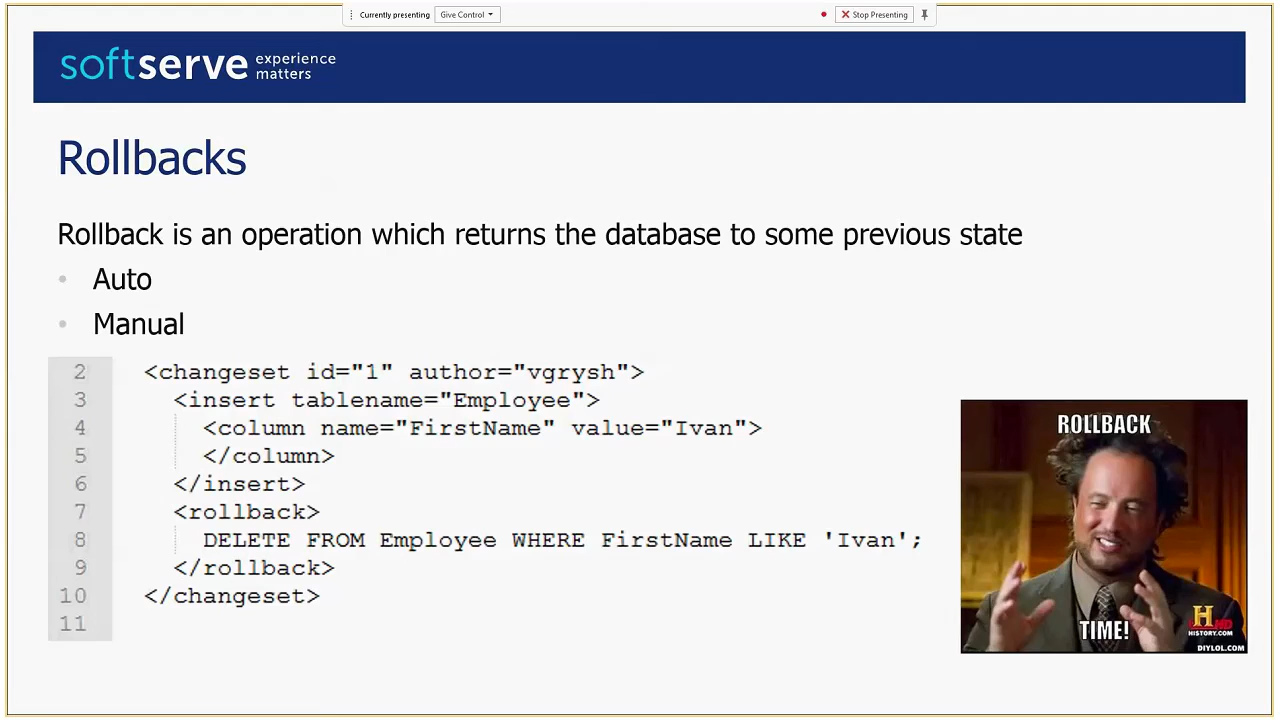 Currently presenting Give Control Stop Presenting
softserve experience matters
Rollbacks
Rollback is an operation which returns the database to some previous state
• Auto
• Manual
2 <changeset id="1" author="vgrysh">
3 <insert tablename="Employee">
4 <column name="FirstName" value="Ivan">
5 </column>
6 </insert>
7 <rollback>
8 DELETE FROM Employee WHERE FirstName LIKE 'Ivan';
9 </rollback>
10 </changeset>
11
ROLLBACK
TIME!
H HD
HISTORY.COM
DIYLOL.COM